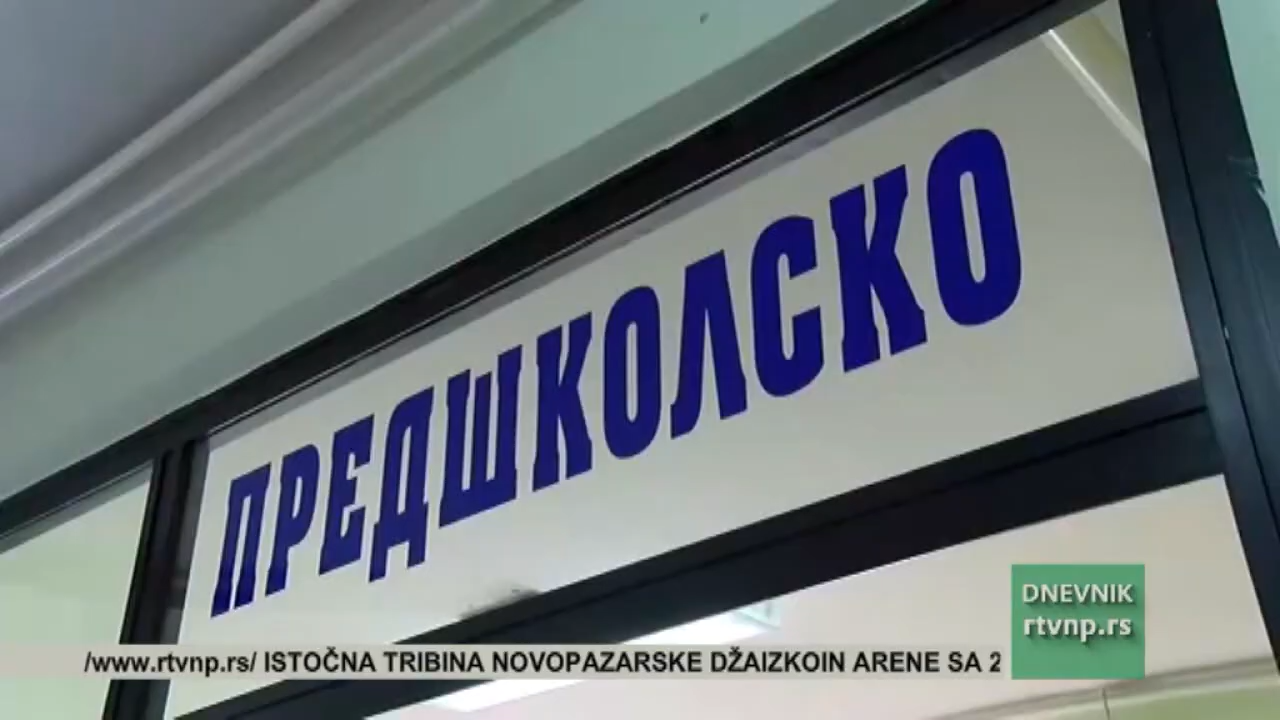 ПРЕДШКОЛСКО
DNEVNIK
rtvnp.rs
/www.rtvnp.rs/ ISTOČNA TRIBINA NOVOPAZARSKE DŽAIZKOIN ARENE SA 2